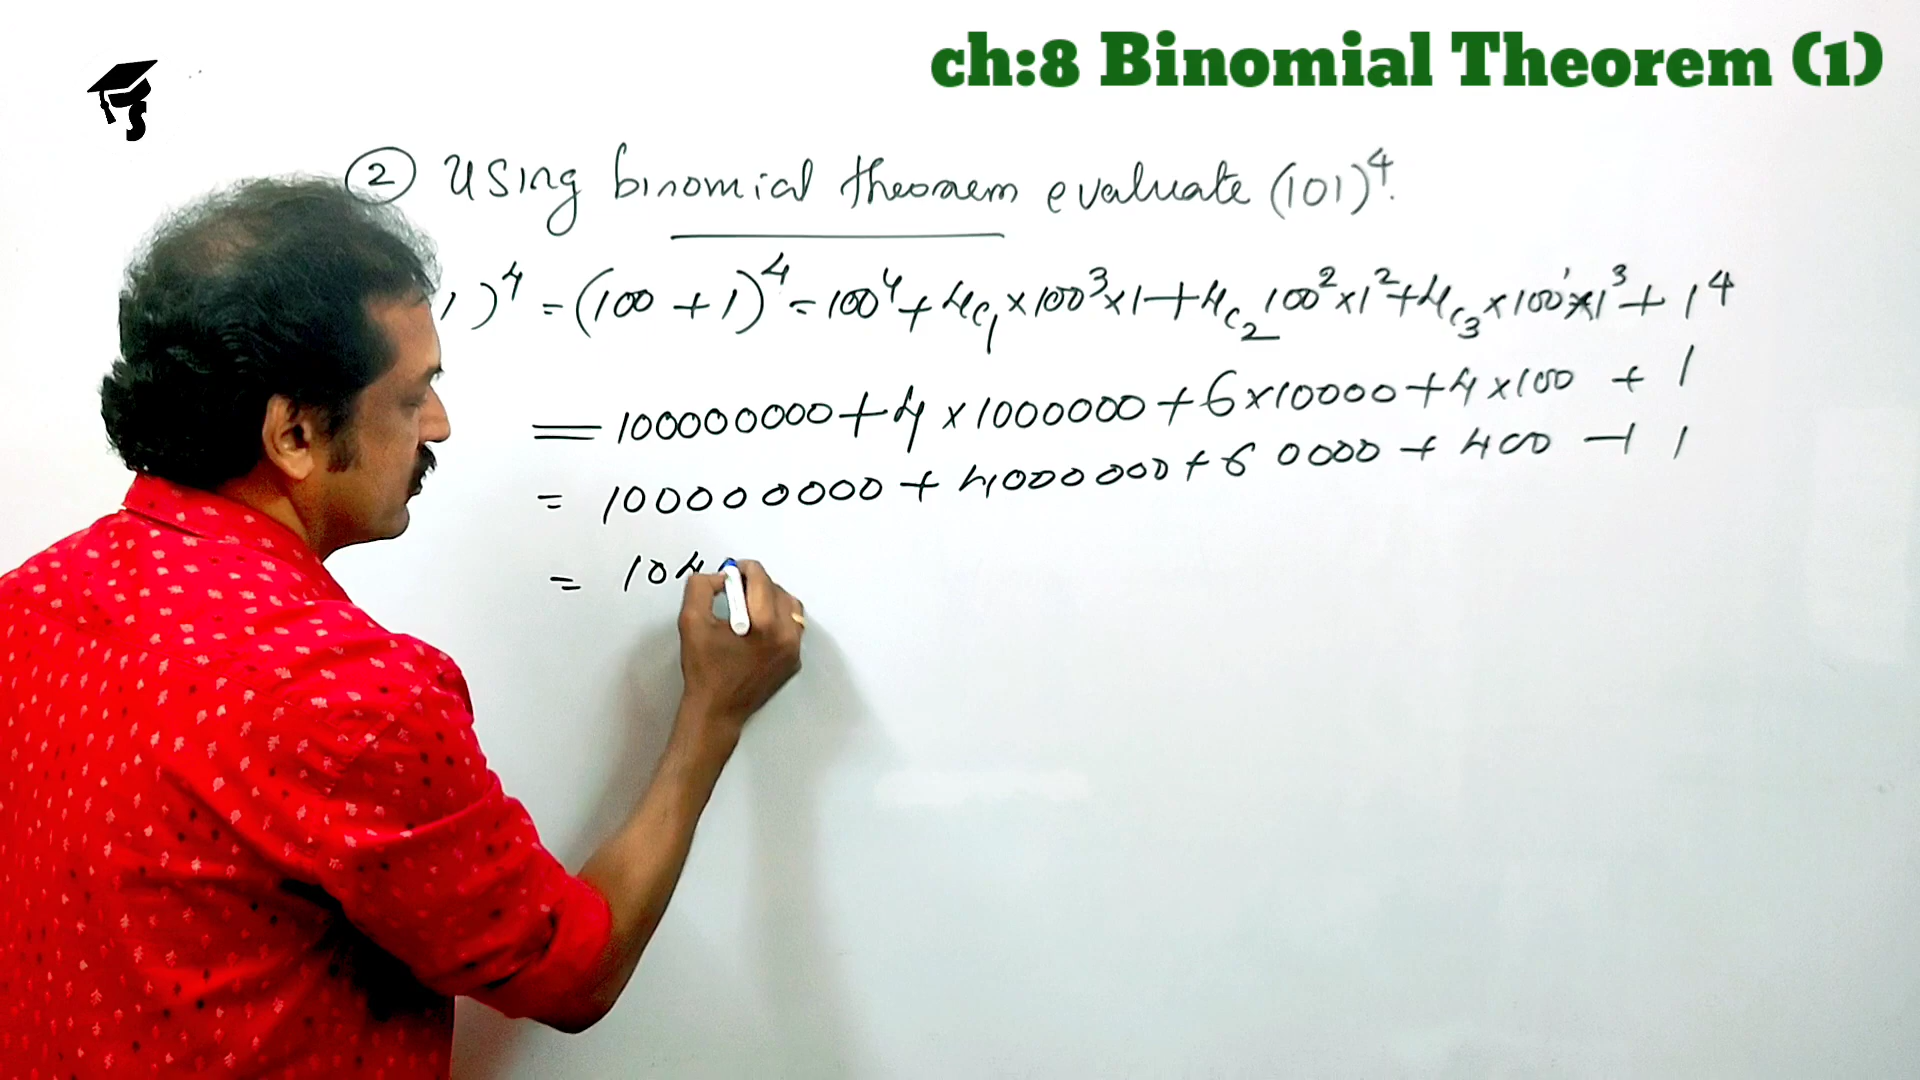 ch:8 Binomial Theorem (1)
S
② Using binomial theorem evaluate (101)⁴.
1)⁴ = (100 + 1)⁴ = 100⁴ + 4c₁ × 100³ × 1 + 4c₂ 100² × 1² + 4c₃ × 100¹ × 1³ + 1⁴
= 100000000 + 4 × 1000000 + 6 × 10000 + 4 × 100 + 1
= 100000000 + 4000000 + 60000 + 400 + 1
= 104